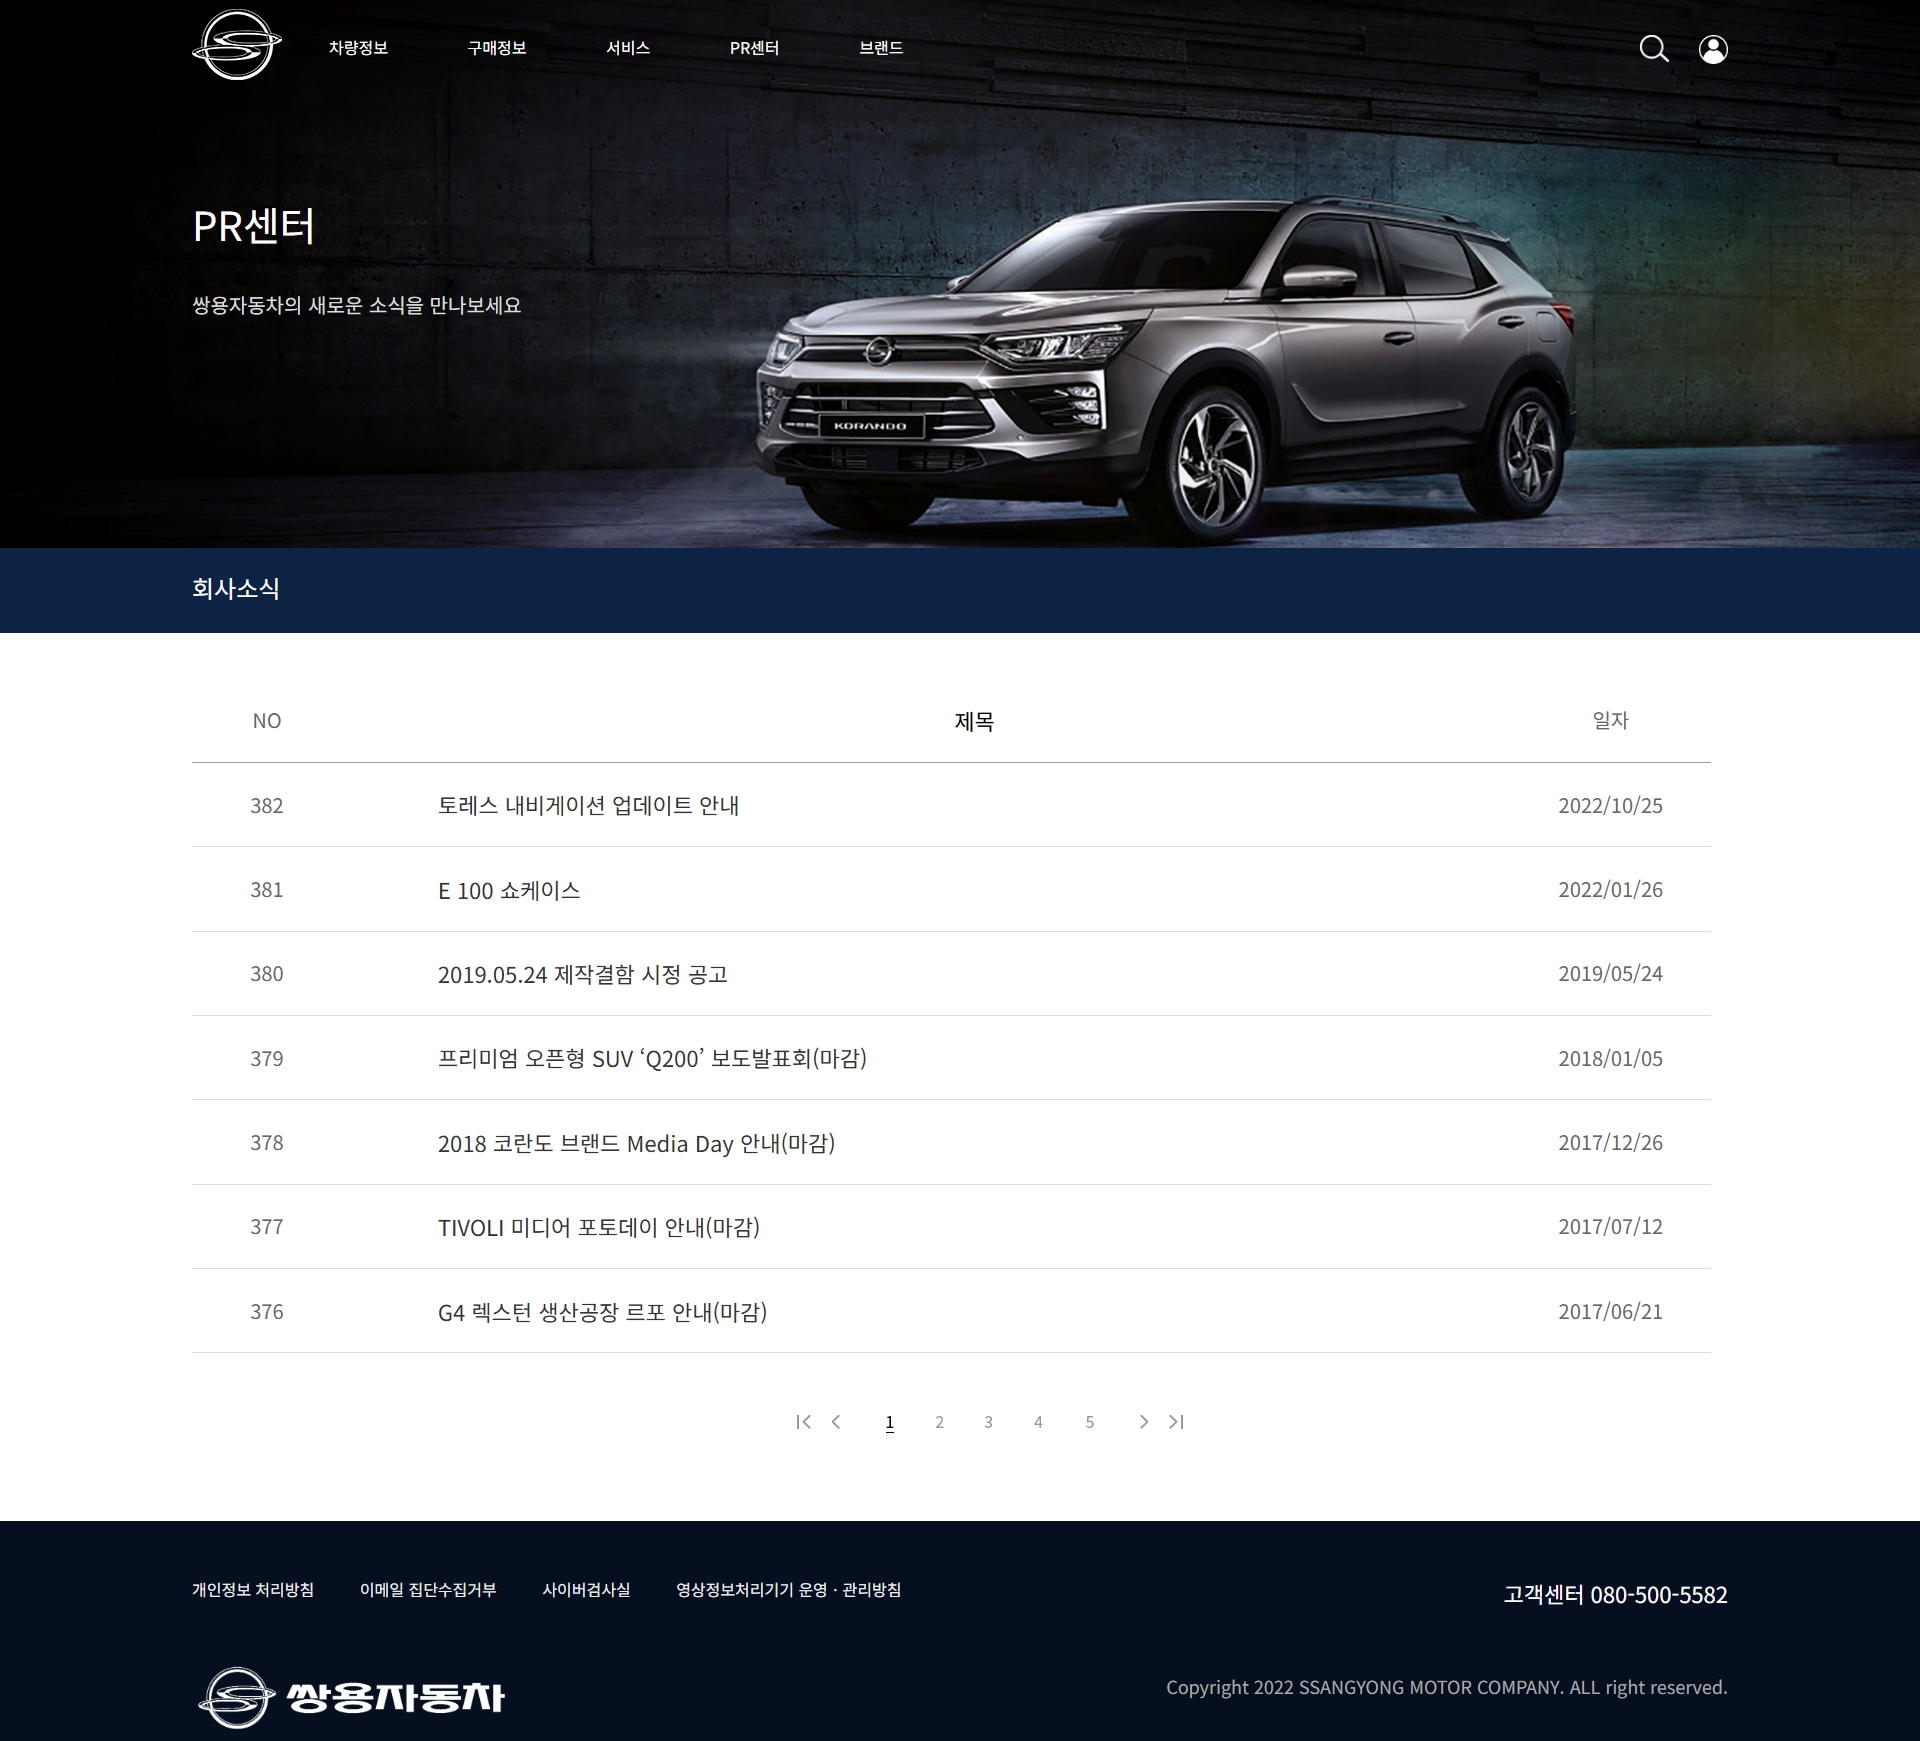 차량정보 구매정보 서비스 PR센터 브랜드
PR센터
쌍용자동차의 새로운 소식을 만나보세요
KORANDO
회사소식
NO 제목 일자
382 토레스 내비게이션 업데이트 안내 2022/10/25
381 E 100 쇼케이스 2022/01/26
380 2019.05.24 제작결함 시정 공고 2019/05/24
379 프리미엄 오픈형 SUV ‘Q200’ 보도발표회(마감) 2018/01/05
378 2018 코란도 브랜드 Media Day 안내(마감) 2017/12/26
377 TIVOLI 미디어 포토데이 안내(마감) 2017/07/12
376 G4 렉스턴 생산공장 르포 안내(마감) 2017/06/21
1 2 3 4 5
개인정보 처리방침 이메일 집단수집거부 사이버검사실 영상정보처리기기 운영 · 관리방침
고객센터 080-500-5582
쌍용자동차
Copyright 2022 SSANGYONG MOTOR COMPANY. ALL right reserved.